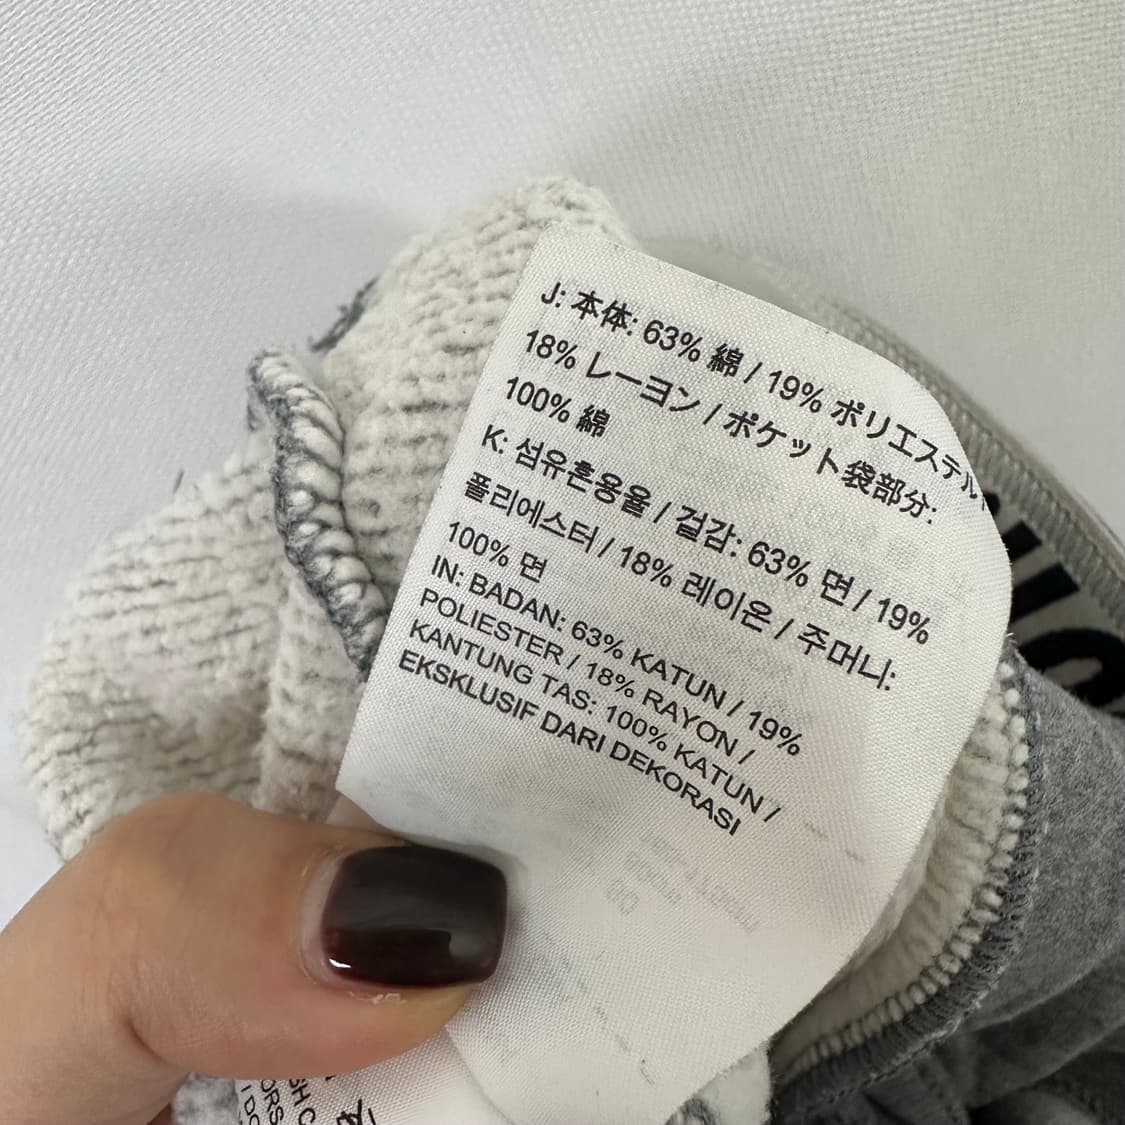 J: 本体: 63% 綿 / 19% ポリエステル
18% レーヨン / ポケット袋部分:
100% 綿
K: 섬유혼용율 / 겉감: 63% 면 / 19%
폴리에스터 / 18% 레이온 / 주머니:
100% 면
IN: BADAN: 63% KATUN / 19%
POLIESTER / 18% RAYON /
KANTUNG TAS: 100% KATUN /
EKSKLUSIF DARI DEKORASI